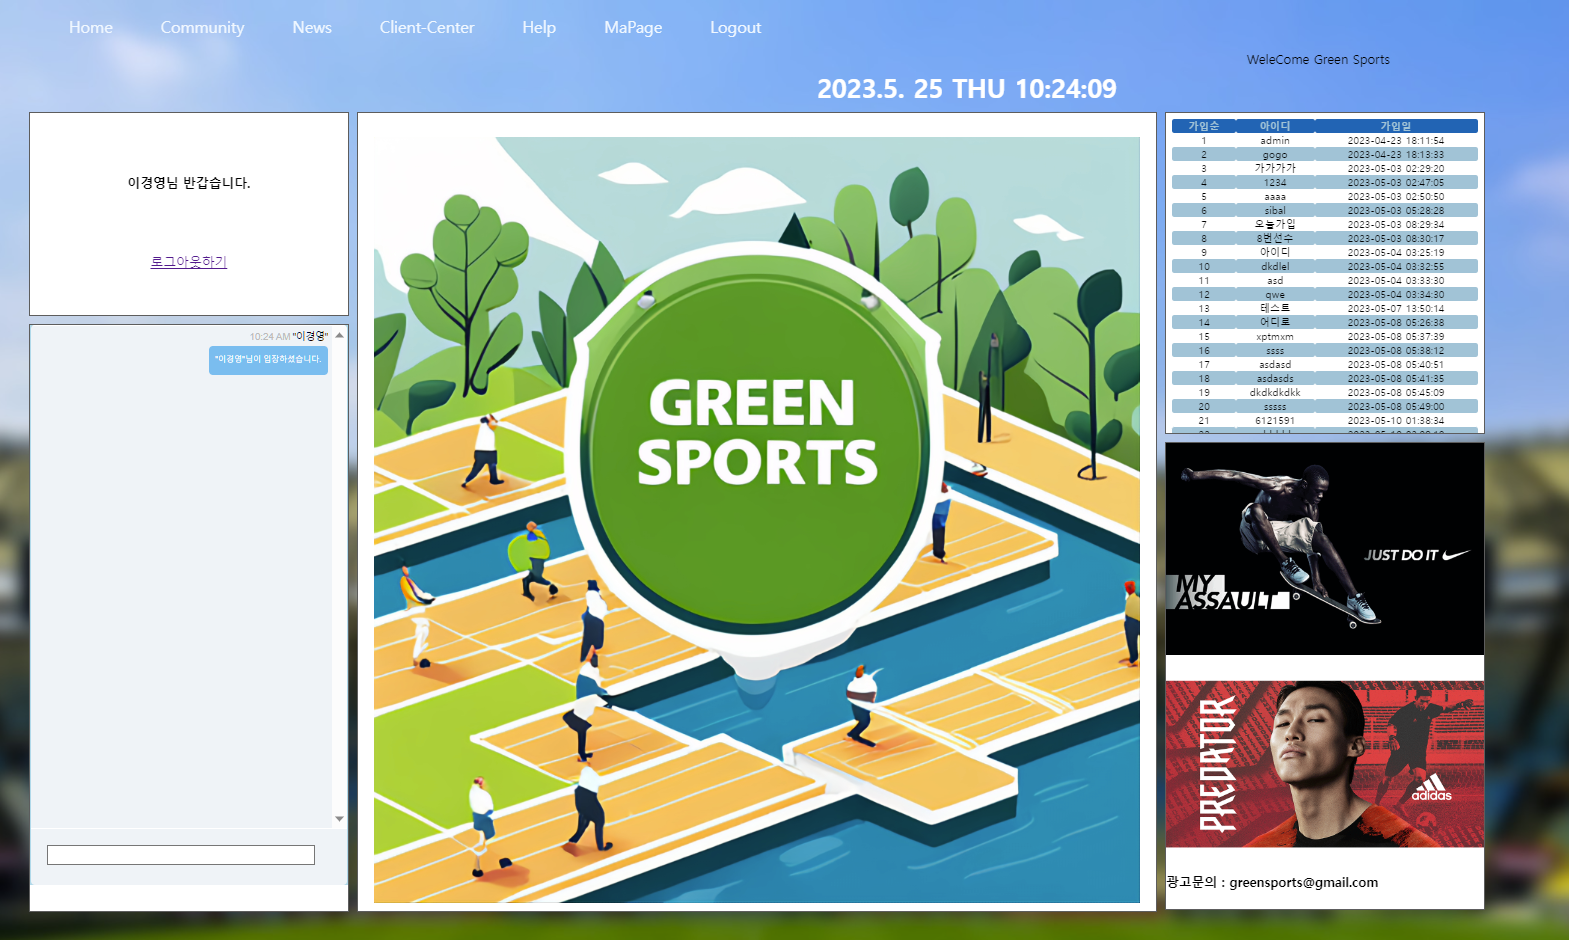 Home Community News Client-Center Help MaPage Logout
WeleCome Green Sports
2023.5. 25 THU 10:24:09
이경영님 반갑습니다.
로그아웃하기
10:24 AM "이경영"
"이경영"님이 입장하셨습니다.
GREEN
SPORTS
가입순 아이디 가입일
1 admin 2023-04-23 18:11:54
2 gogo 2023-04-23 18:13:33
3 가가가가 2023-05-03 02:29:20
4 1234 2023-05-03 02:47:05
5 aaaa 2023-05-03 02:50:50
6 sibal 2023-05-03 05:28:28
7 오늘가입 2023-05-03 08:29:34
8 8번선수 2023-05-03 08:30:17
9 아이디 2023-05-04 03:25:19
10 dkdlel 2023-05-04 03:32:55
11 asd 2023-05-04 03:33:30
12 qwe 2023-05-04 03:34:30
13 테스트 2023-05-07 13:50:14
14 어디로 2023-05-08 05:26:38
15 xptmxm 2023-05-08 05:37:39
16 ssss 2023-05-08 05:38:12
17 asdasd 2023-05-08 05:40:51
18 asdasds 2023-05-08 05:41:35
19 dkdkdkdkk 2023-05-08 05:45:09
20 sssss 2023-05-08 05:49:00
21 6121591 2023-05-10 01:38:34
JUST DO IT
MY
ASSAULT
PREDATOR
adidas
광고문의 : greensports@gmail.com